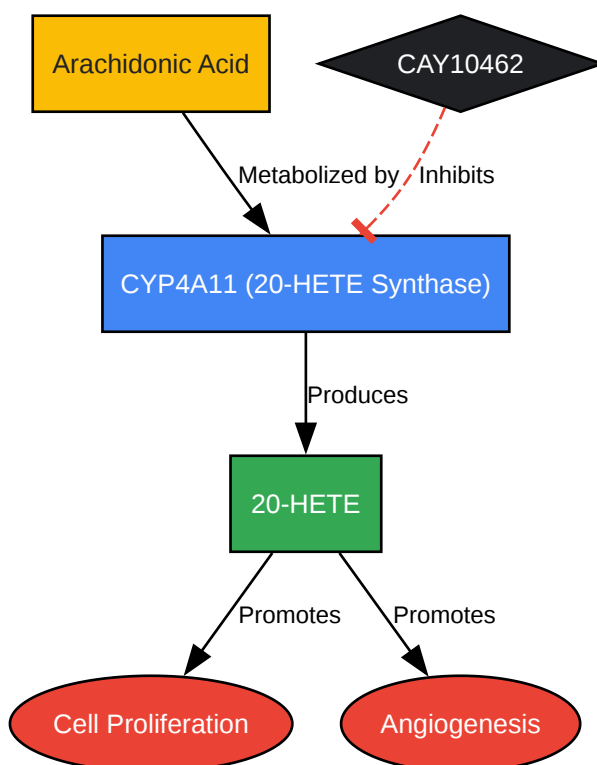 Arachidonic Acid
CAY10462
Metabolized by
Inhibits
CYP4A11 (20-HETE Synthase)
Produces
20-HETE
Promotes
Promotes
Cell Proliferation
Angiogenesis